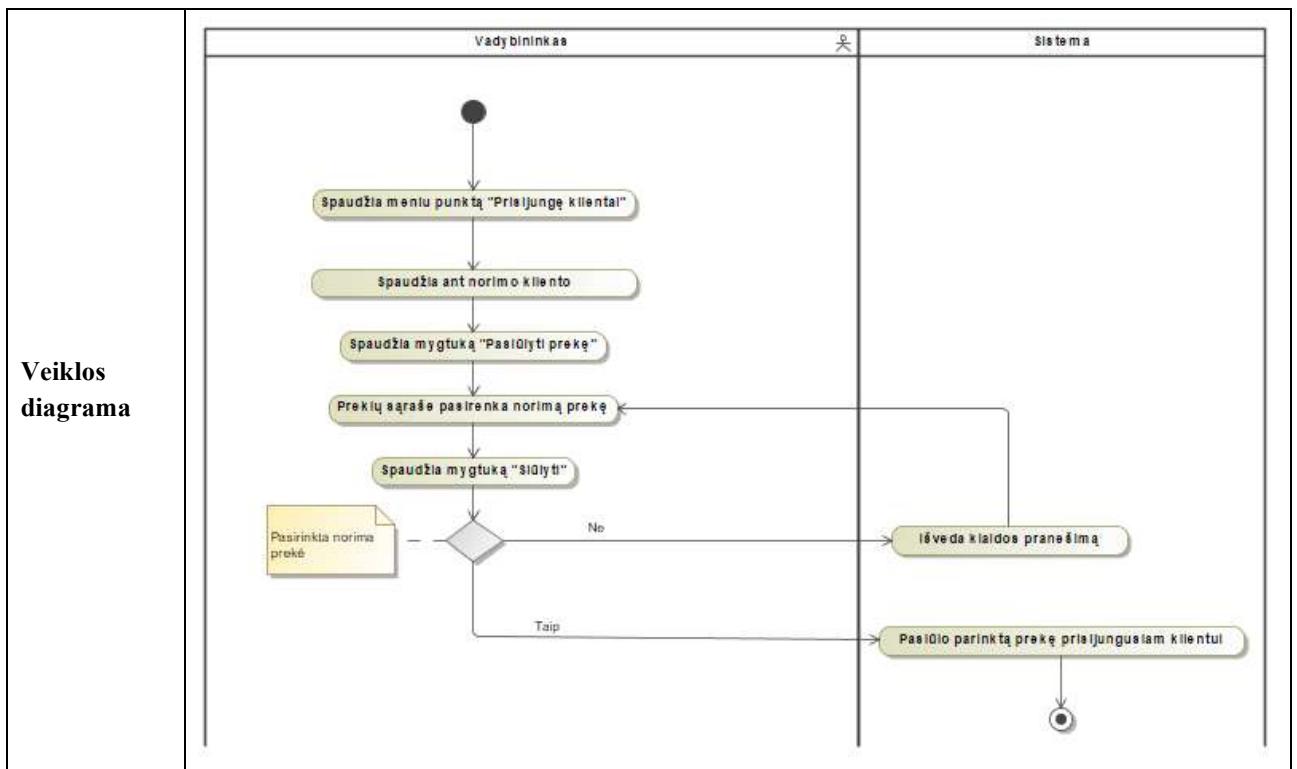 Veiklos
diagrama
Vadybininkas
Sistema
Spaudžia meniu punktą "Prisijungę klientai"
Spaudžia ant norimo kliento
Spaudžia mygtuką "Pasiūlyti prekę"
Prekių sąraše pasirenka norimą prekę
Spaudžia mygtuką "Siūlyti"
Pasirinkta norima
prekė
Ne
Išveda klaidos pranešimą
Taip
Pasiūlo parinktą prekę prisijungusiam klientui